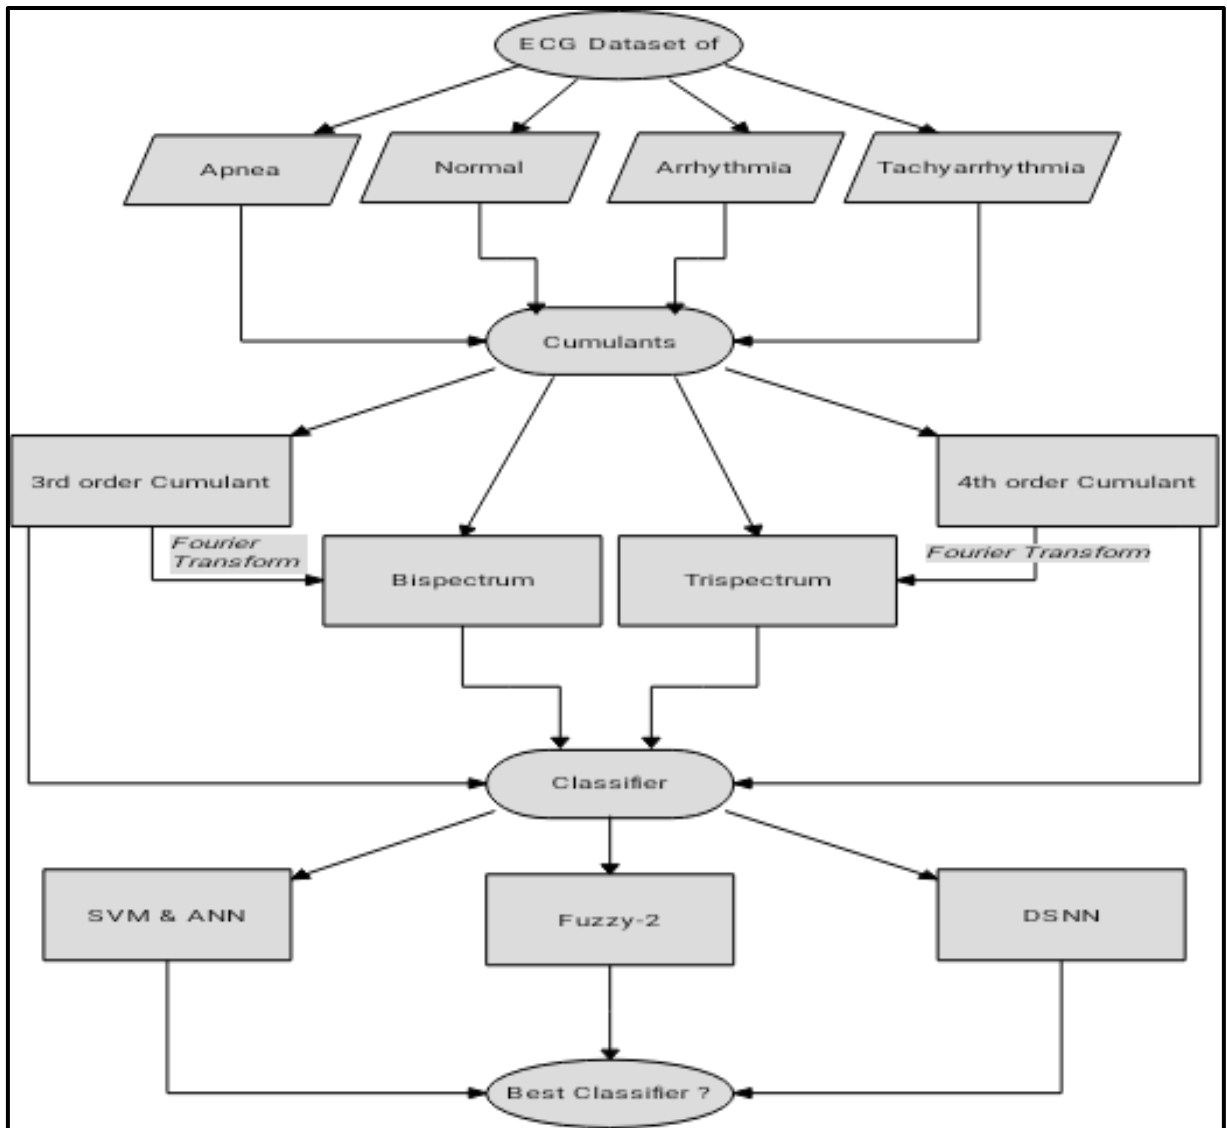 ECG Dataset of
Apnea
Normal
Arrhythmia
Tachyarrhythmia
Cumulants
3rd order Cumulant
4th order Cumulant
Fourier
Transform
Fourier Transform
Bispectrum
Trispectrum
Classifier
SVM & ANN
Fuzzy-2
DSNN
Best Classifier ?